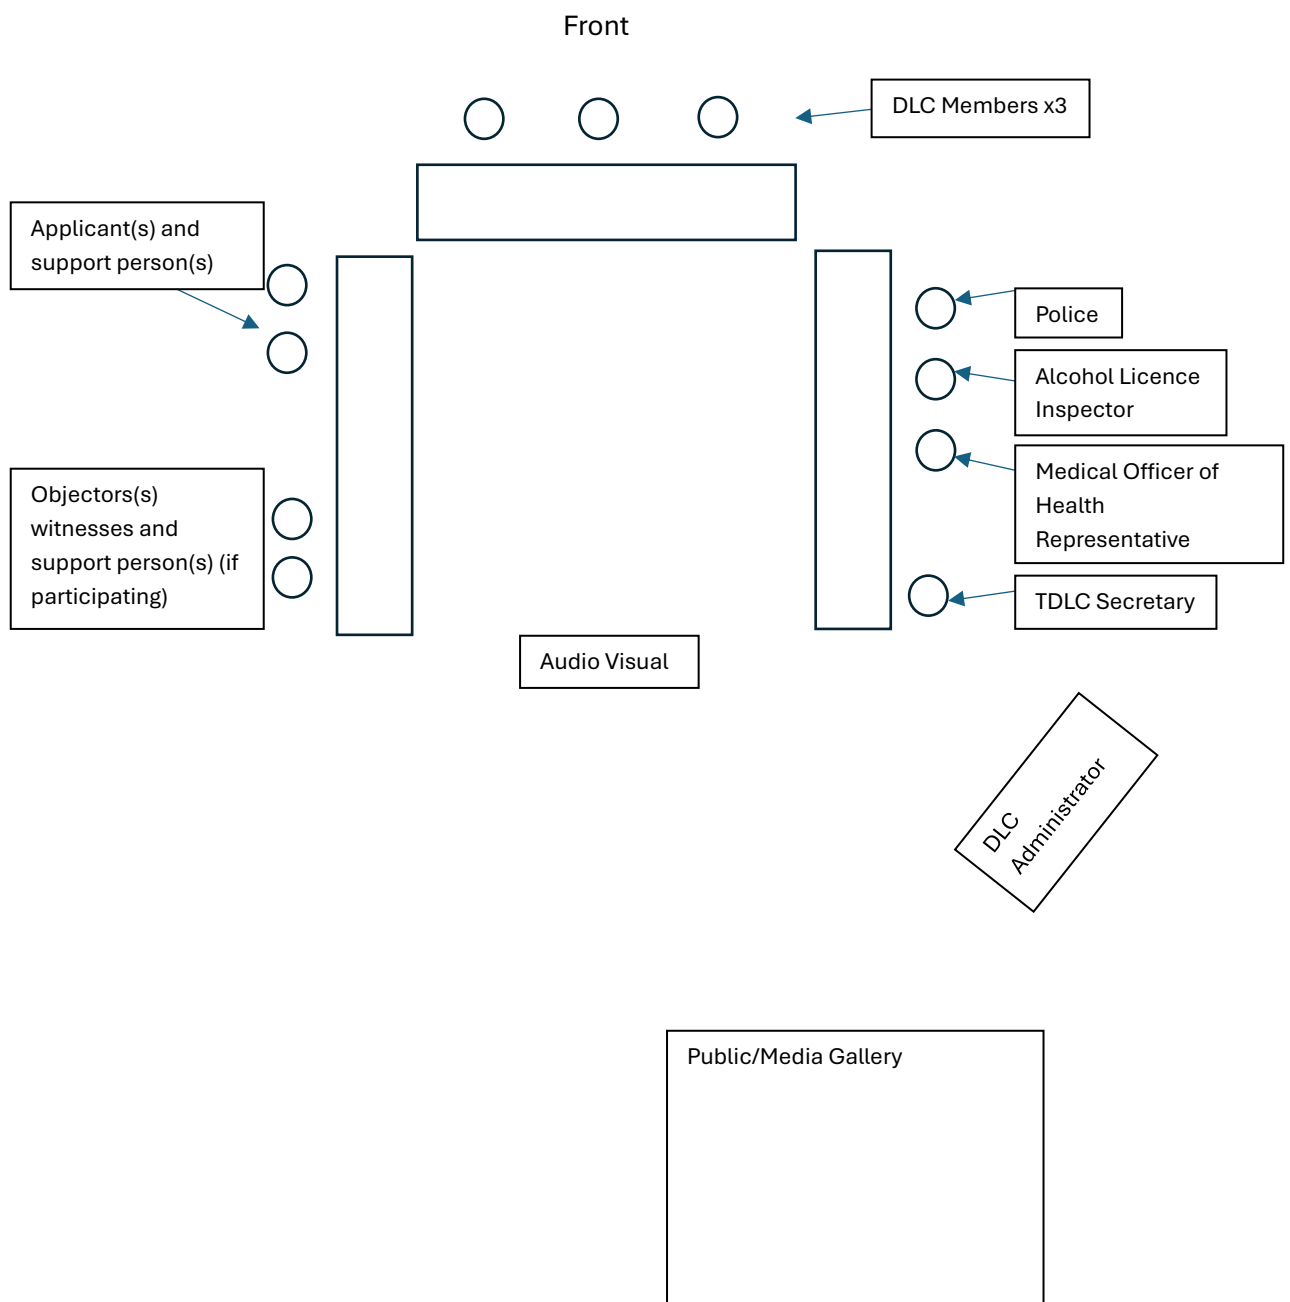 Front
DLC Members x3
Applicant(s) and
support person(s)
Police
Alcohol Licence
Inspector
Medical Officer of
Health
Representative
Objectors(s)
witnesses and
support person(s) (if
participating)
TDLC Secretary
Audio Visual
DLC
Administrator
Public/Media Gallery